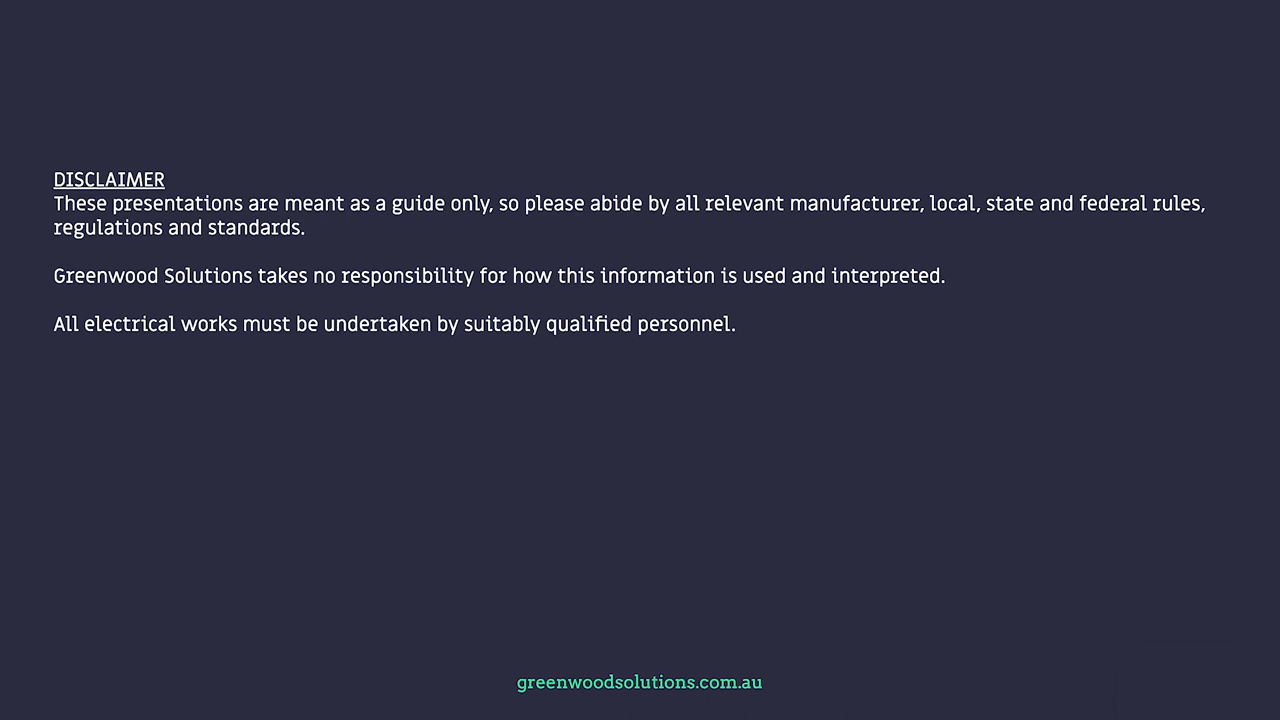 DISCLAIMER
These presentations are meant as a guide only, so please abide by all relevant manufacturer, local, state and federal rules,
regulations and standards.
Greenwood Solutions takes no responsibility for how this information is used and interpreted.
All electrical works must be undertaken by suitably qualified personnel.
greenwoodsolutions.com.au